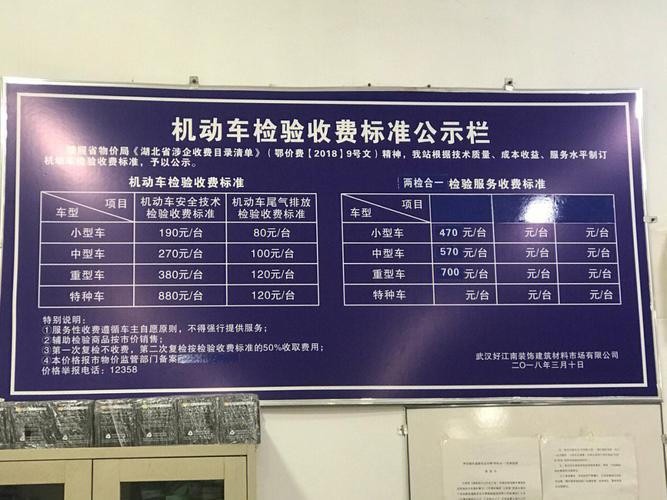 机动车检验收费标准公示栏
根据省物价局《湖北省涉企收费目录清单》（鄂价费【2018】9号文）精神，我站根据技术质量、成本收益、服务水平制订
机动车检验收费标准，予以公示。
机动车检验收费标准
项目
车型
机动车安全技术
检验收费标准
机动车尾气排放
检验收费标准
小型车 190元/台 80元/台
中型车 270元/台 100元/台
重型车 380元/台 120元/台
特种车 880元/台 120元/台
两检合一 检验服务收费标准
项目
车型
小型车 470 元/台 元/台 元/台
中型车 570 元/台 元/台 元/台
重型车 700 元/台 元/台 元/台
特种车 元/台 元/台 元/台
特别说明：
①服务性收费遵循车主自愿原则，不得强行提供服务；
②辅助检验商品按市价销售；
③第一次复检不收费，第二次复检按检验收费标准的50%收取费用；
④本价格报市物价监管部门备案
价格举报电话：12358
武汉好江南装饰建筑材料市场有限公司
二〇一八年三月十日